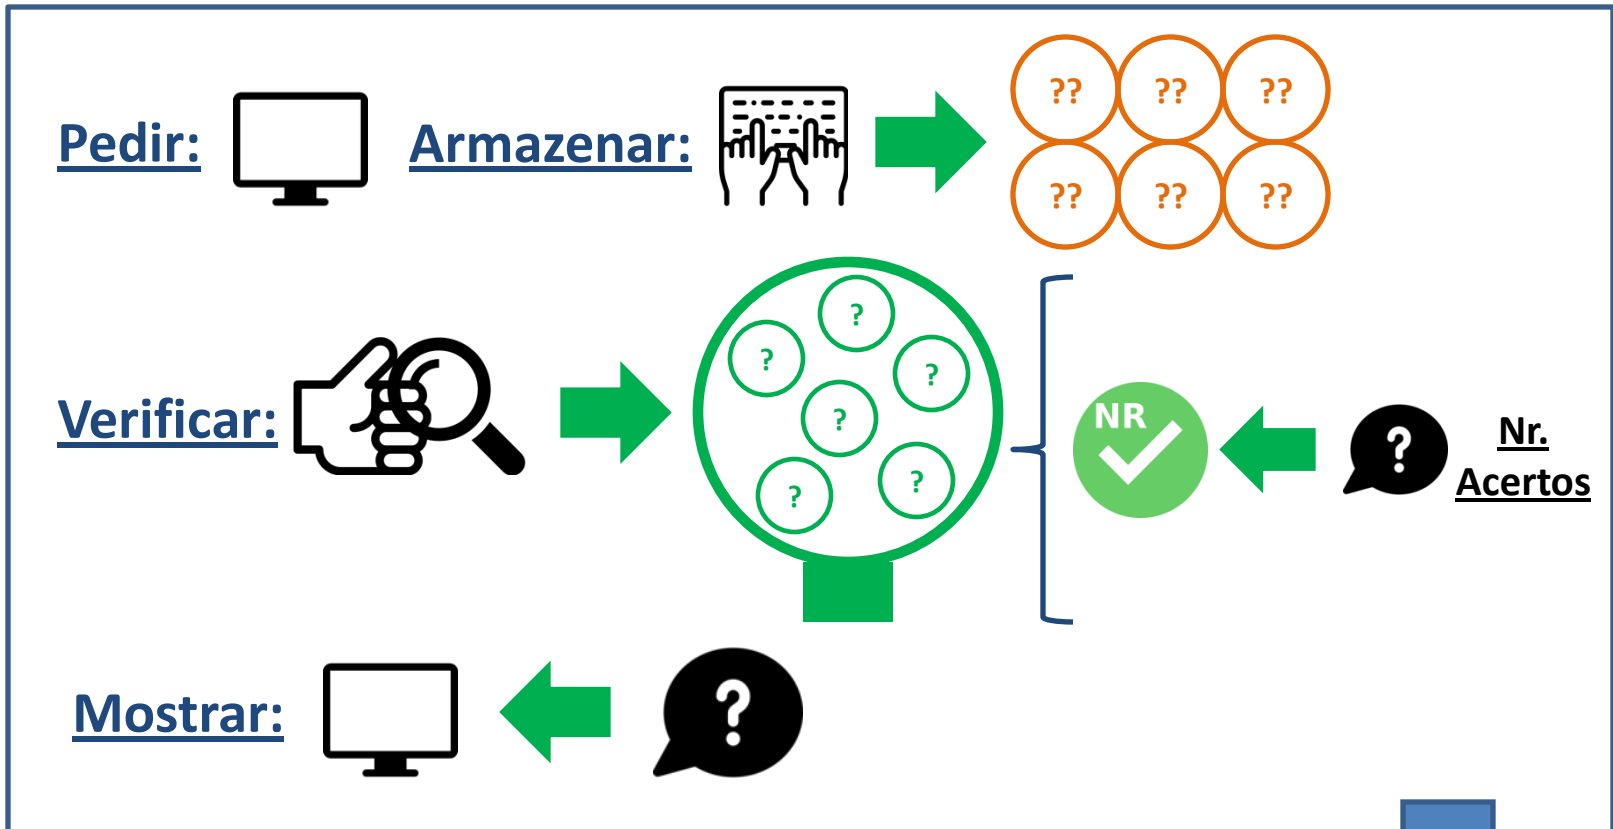 Pedir:
Armazenar:
?? ?? ??
?? ?? ??
Verificar:
?
?
?
?
?
?
NR
?
Nr.
Acertos
Mostrar:
?